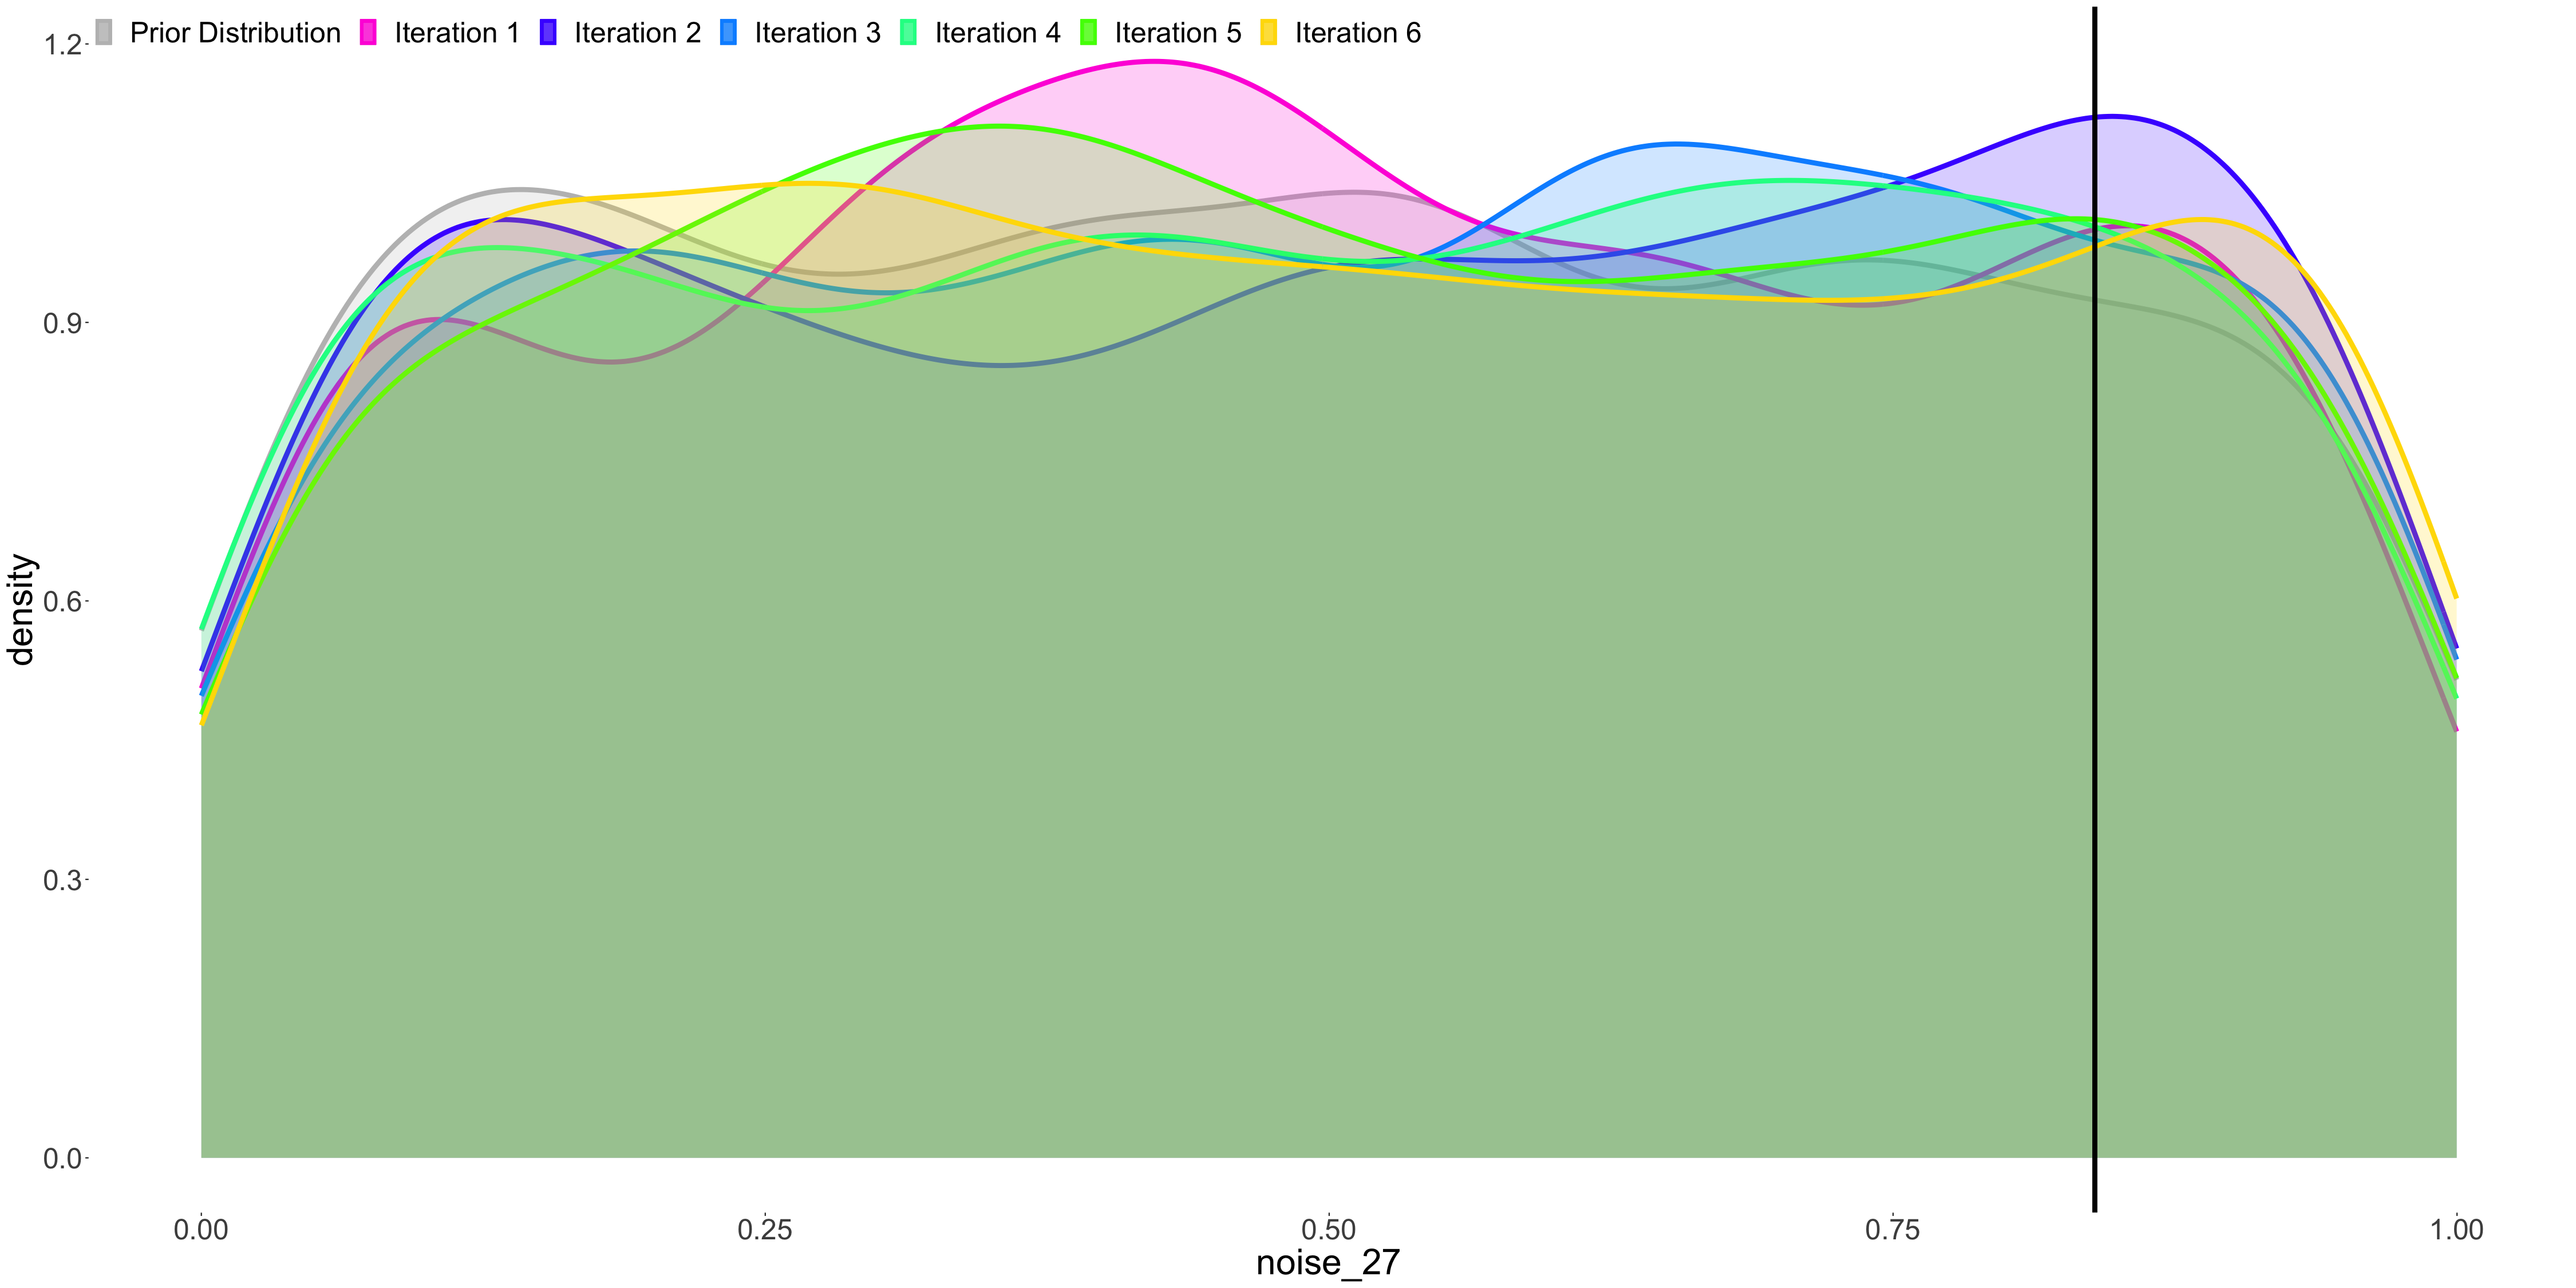 Prior Distribution Iteration 1 Iteration 2 Iteration 3 Iteration 4 Iteration 5 Iteration 6
1.2
0.9
0.6
0.3
0.0
density
0.00 0.25 0.50 0.75 1.00
noise_27